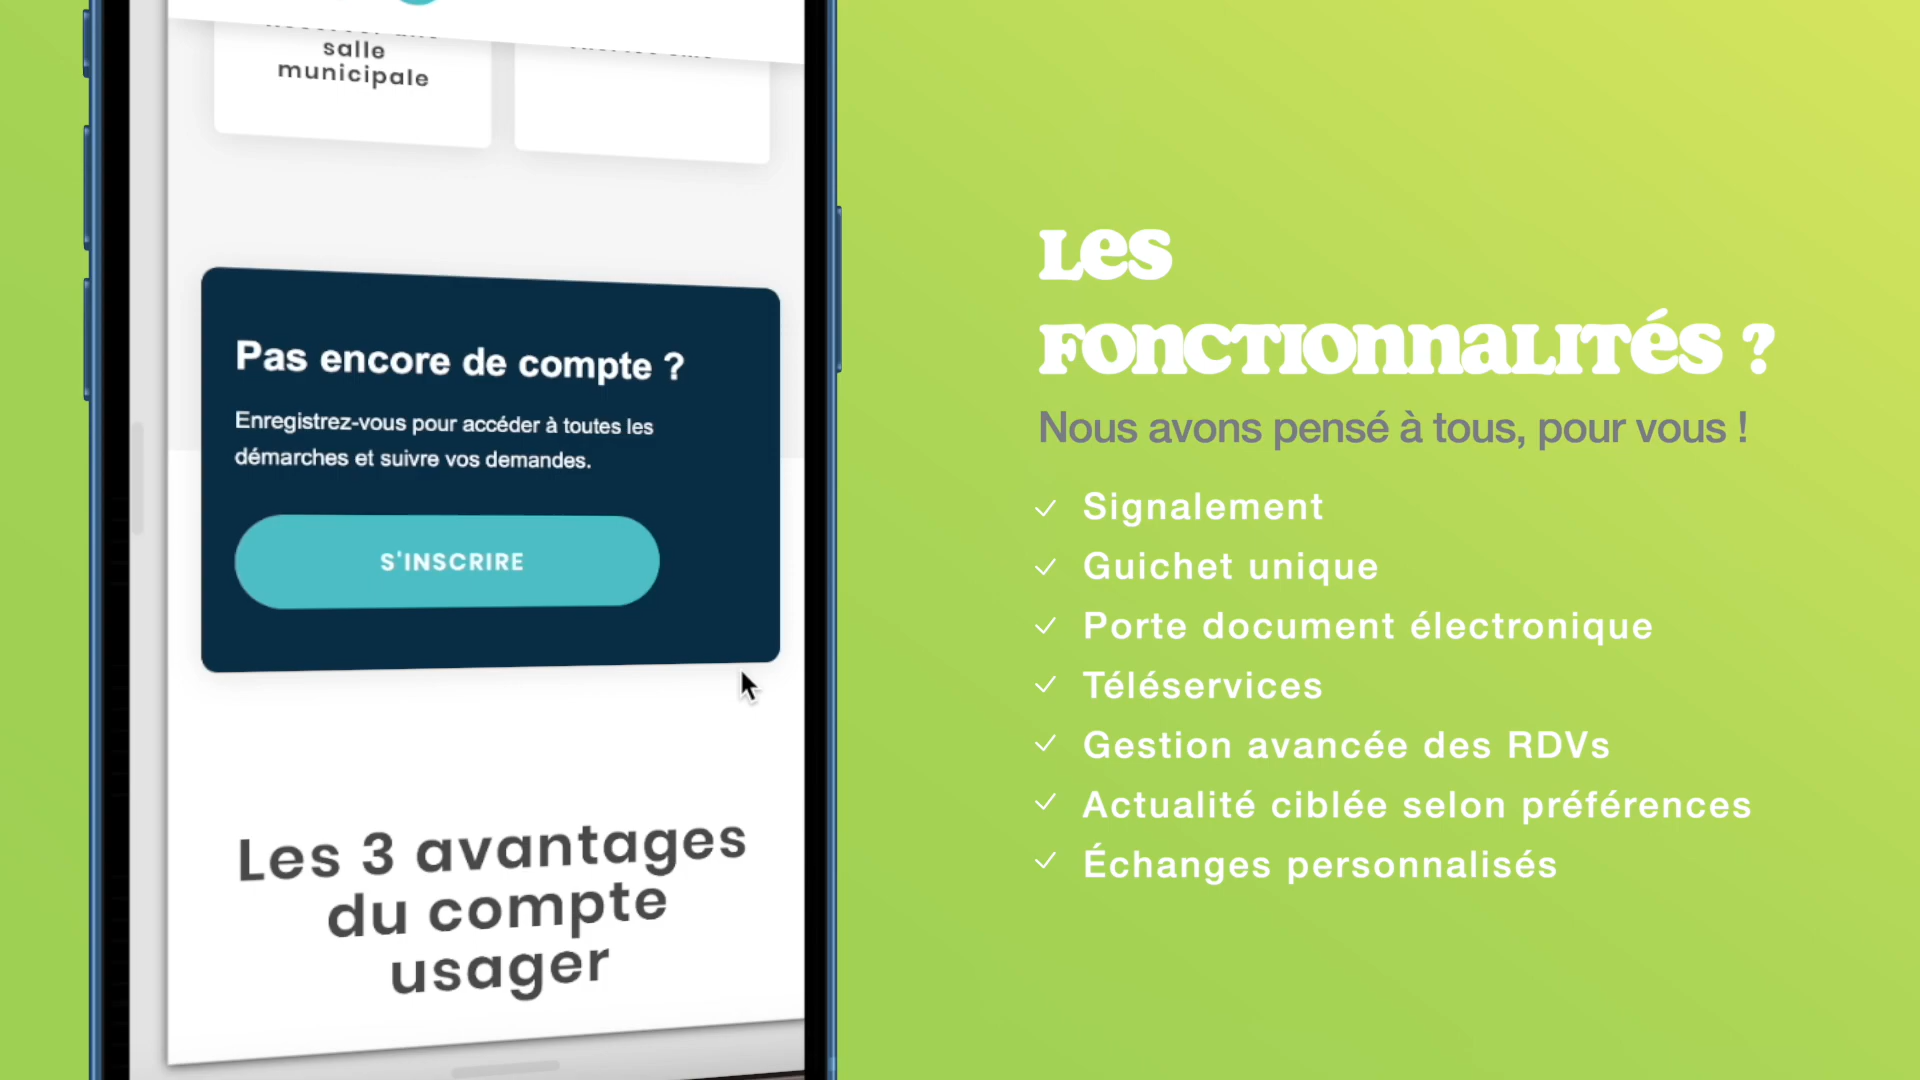 salle
municipale
Pas encore de compte ?
Enregistrez-vous pour accéder à toutes les
démarches et suivre vos demandes.
S'INSCRIRE
Les 3 avantages
du compte
usager
Les
Fonctionnalités ?
Nous avons pensé à tous, pour vous !
✓ Signalement
✓ Guichet unique
✓ Porte document électronique
✓ Téléservices
✓ Gestion avancée des RDVs
✓ Actualité ciblée selon préférences
✓ Échanges personnalisés